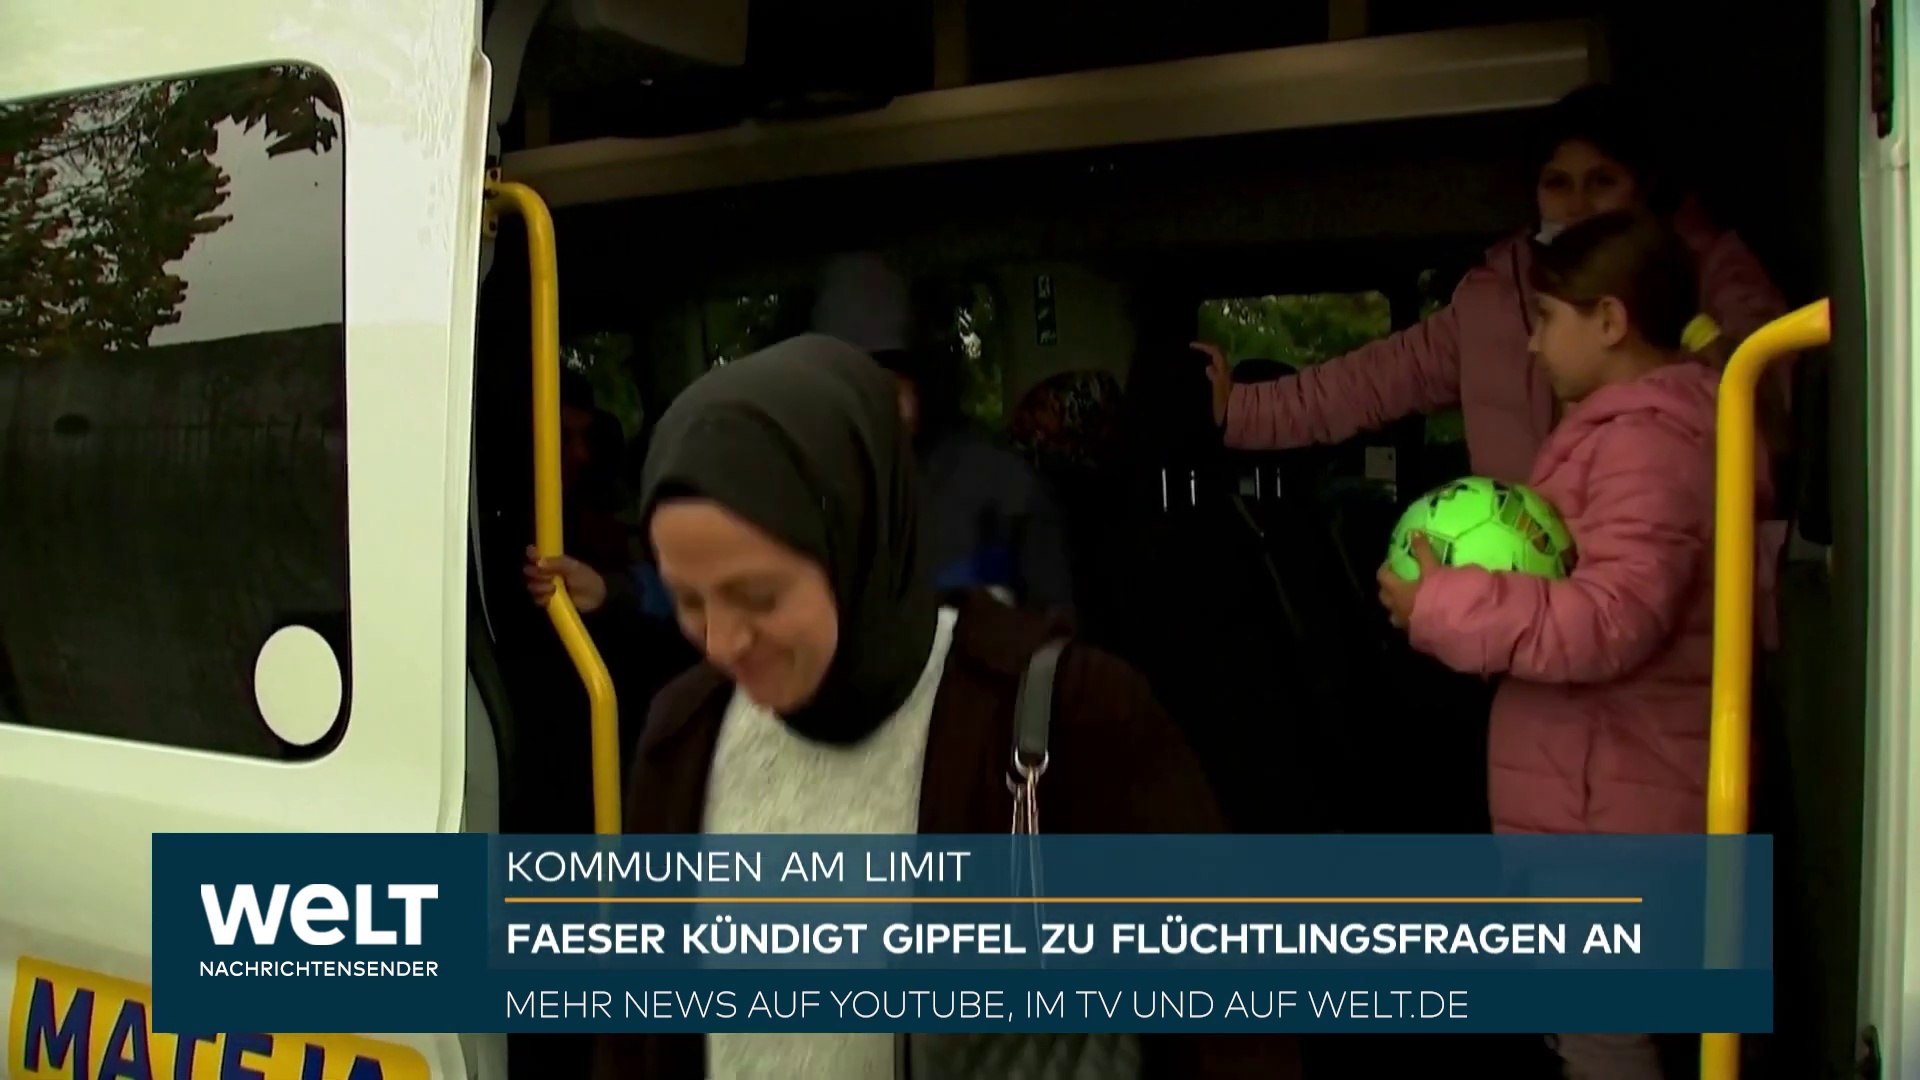 KOMMUNEN AM LIMIT
WELT
FAESER KÜNDIGT GIPFEL ZU FLÜCHTLINGSFRAGEN AN
NACHRICHTENSENDER
MEHR NEWS AUF YOUTUBE, IM TV UND AUF WELT.DE
MATEJA